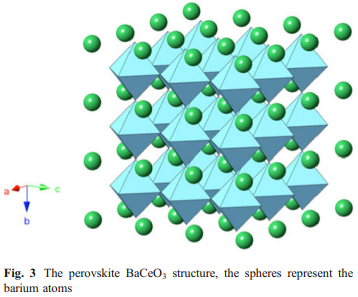 a
c
b
Fig. 3 The perovskite BaCeO₃ structure, the spheres represent the
barium atoms